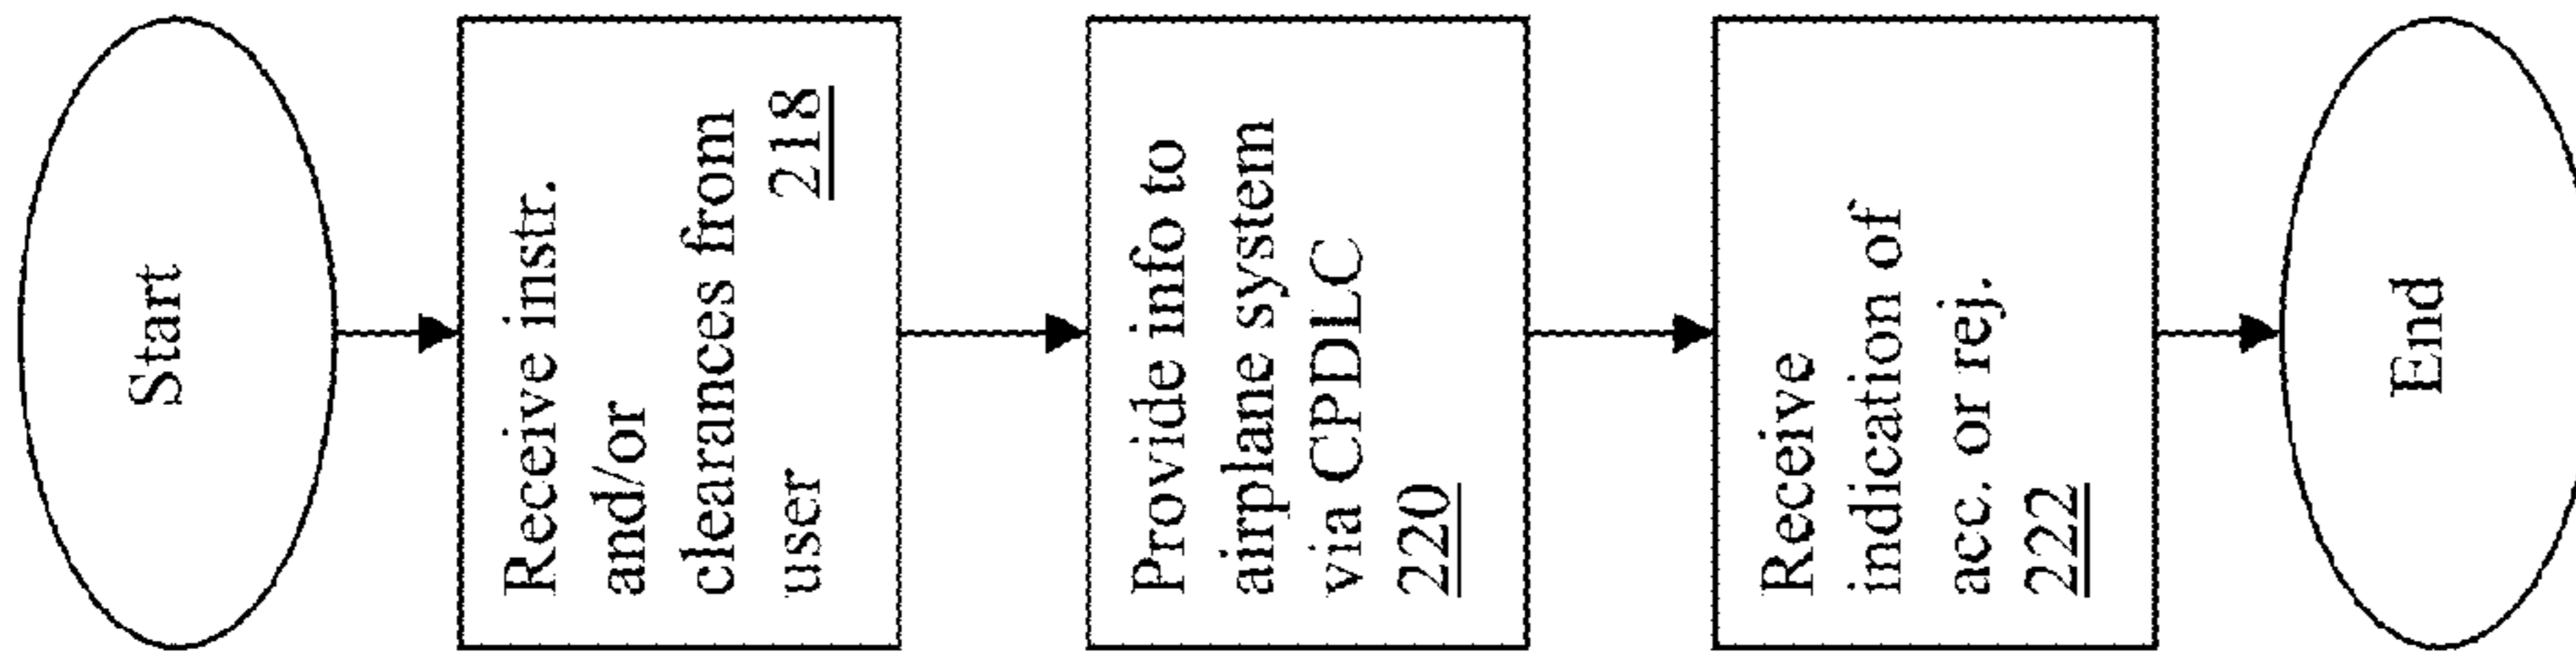 Start
Receive instr.
and/or
clearances from
user 218
Provide info to
airplane system
via CPDLC
220
Receive
indication of
acc. or rej.
222
End